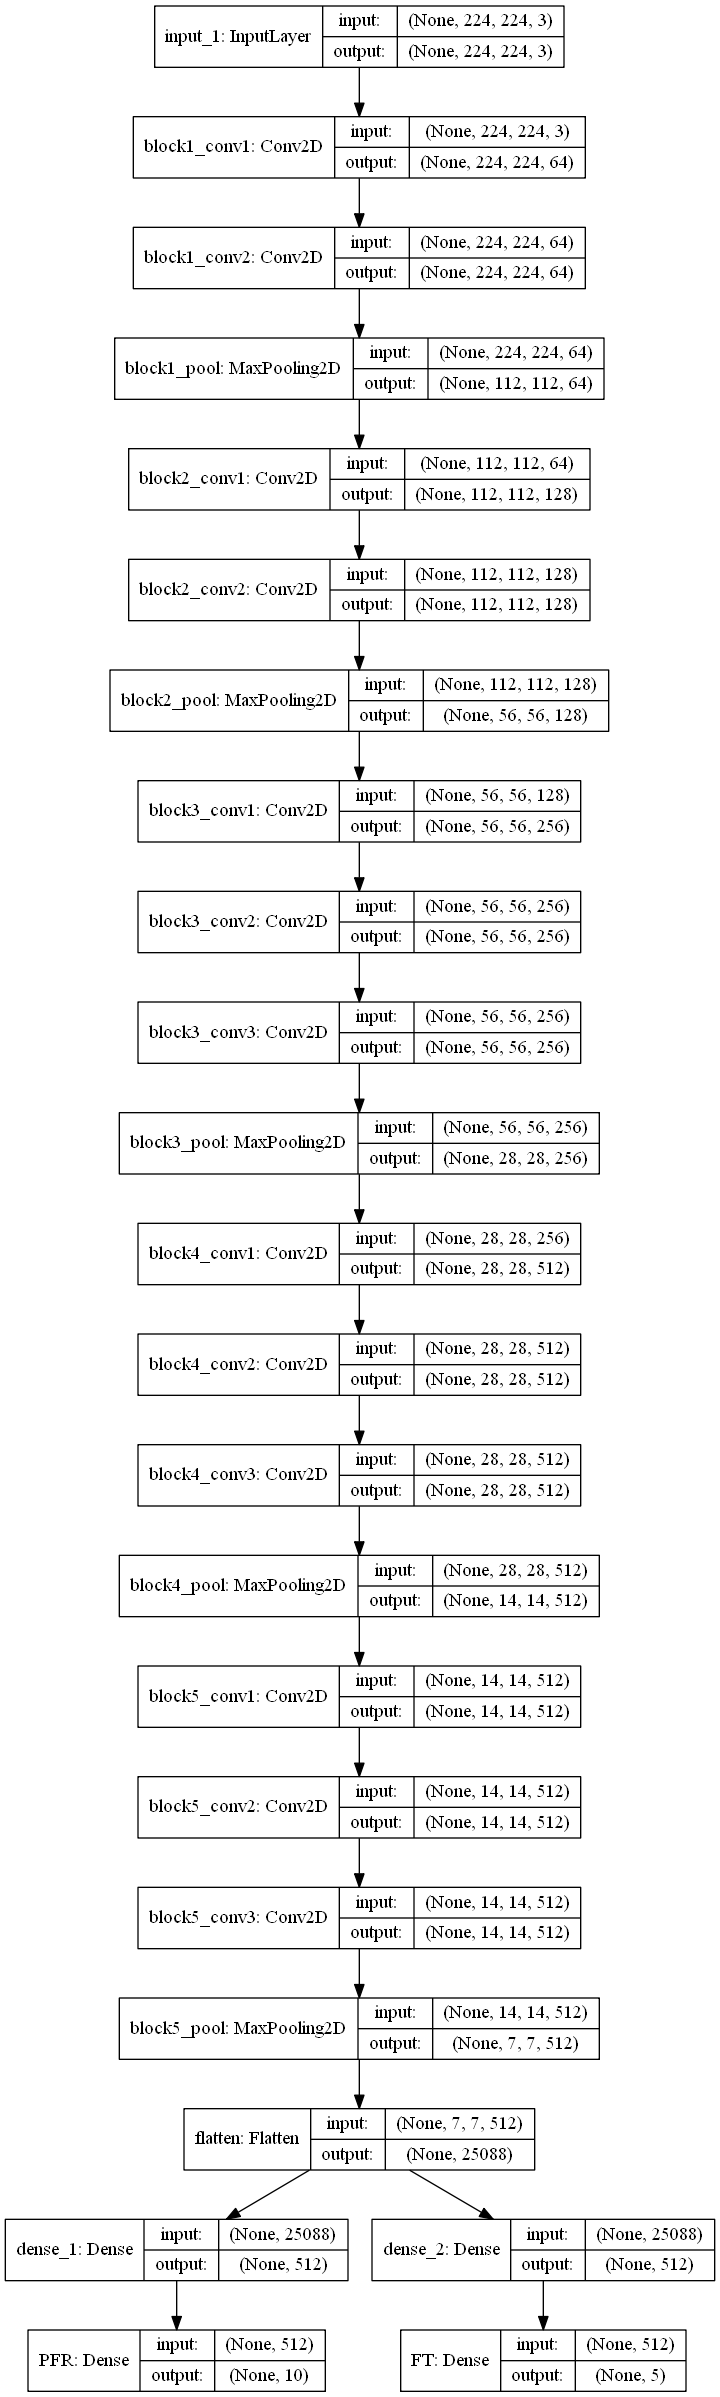 input_1: InputLayer
input: (None, 224, 224, 3)
output: (None, 224, 224, 3)
block1_conv1: Conv2D
input: (None, 224, 224, 3)
output: (None, 224, 224, 64)
block1_conv2: Conv2D
input: (None, 224, 224, 64)
output: (None, 224, 224, 64)
block1_pool: MaxPooling2D
input: (None, 224, 224, 64)
output: (None, 112, 112, 64)
block2_conv1: Conv2D
input: (None, 112, 112, 64)
output: (None, 112, 112, 128)
block2_conv2: Conv2D
input: (None, 112, 112, 128)
output: (None, 112, 112, 128)
block2_pool: MaxPooling2D
input: (None, 112, 112, 128)
output: (None, 56, 56, 128)
block3_conv1: Conv2D
input: (None, 56, 56, 128)
output: (None, 56, 56, 256)
block3_conv2: Conv2D
input: (None, 56, 56, 256)
output: (None, 56, 56, 256)
block3_conv3: Conv2D
input: (None, 56, 56, 256)
output: (None, 56, 56, 256)
block3_pool: MaxPooling2D
input: (None, 56, 56, 256)
output: (None, 28, 28, 256)
block4_conv1: Conv2D
input: (None, 28, 28, 256)
output: (None, 28, 28, 512)
block4_conv2: Conv2D
input: (None, 28, 28, 512)
output: (None, 28, 28, 512)
block4_conv3: Conv2D
input: (None, 28, 28, 512)
output: (None, 28, 28, 512)
block4_pool: MaxPooling2D
input: (None, 28, 28, 512)
output: (None, 14, 14, 512)
block5_conv1: Conv2D
input: (None, 14, 14, 512)
output: (None, 14, 14, 512)
block5_conv2: Conv2D
input: (None, 14, 14, 512)
output: (None, 14, 14, 512)
block5_conv3: Conv2D
input: (None, 14, 14, 512)
output: (None, 14, 14, 512)
block5_pool: MaxPooling2D
input: (None, 14, 14, 512)
output: (None, 7, 7, 512)
flatten: Flatten
input: (None, 7, 7, 512)
output: (None, 25088)
dense_1: Dense
input: (None, 25088)
output: (None, 512)
dense_2: Dense
input: (None, 25088)
output: (None, 512)
PFR: Dense
input: (None, 512)
output: (None, 10)
FT: Dense
input: (None, 512)
output: (None, 5)